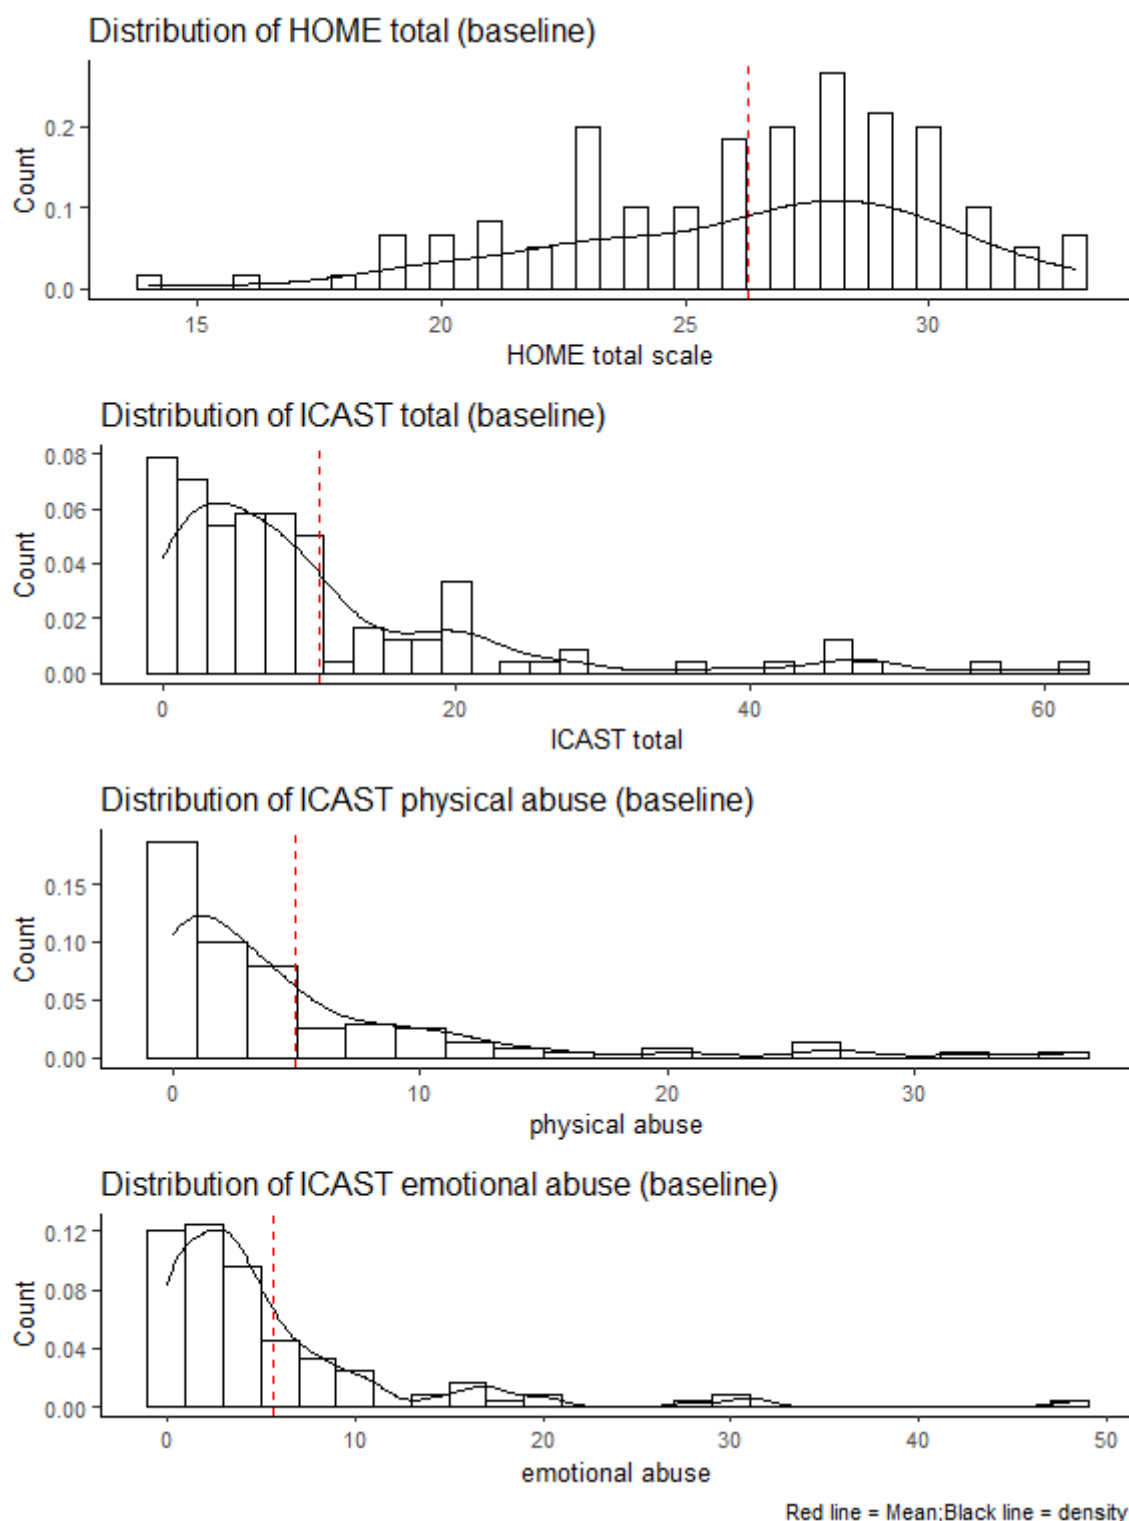 Distribution of HOME total (baseline)
Count
0.2
0.1
0.0
15 20 25 30
HOME total scale
Distribution of ICAST total (baseline)
Count
0.08
0.06
0.04
0.02
0.00
0 20 40 60
ICAST total
Distribution of ICAST physical abuse (baseline)
Count
0.15
0.10
0.05
0.00
0 10 20 30
physical abuse
Distribution of ICAST emotional abuse (baseline)
Count
0.12
0.08
0.04
0.00
0 10 20 30 40 50
emotional abuse
Red line = Mean;Black line = density